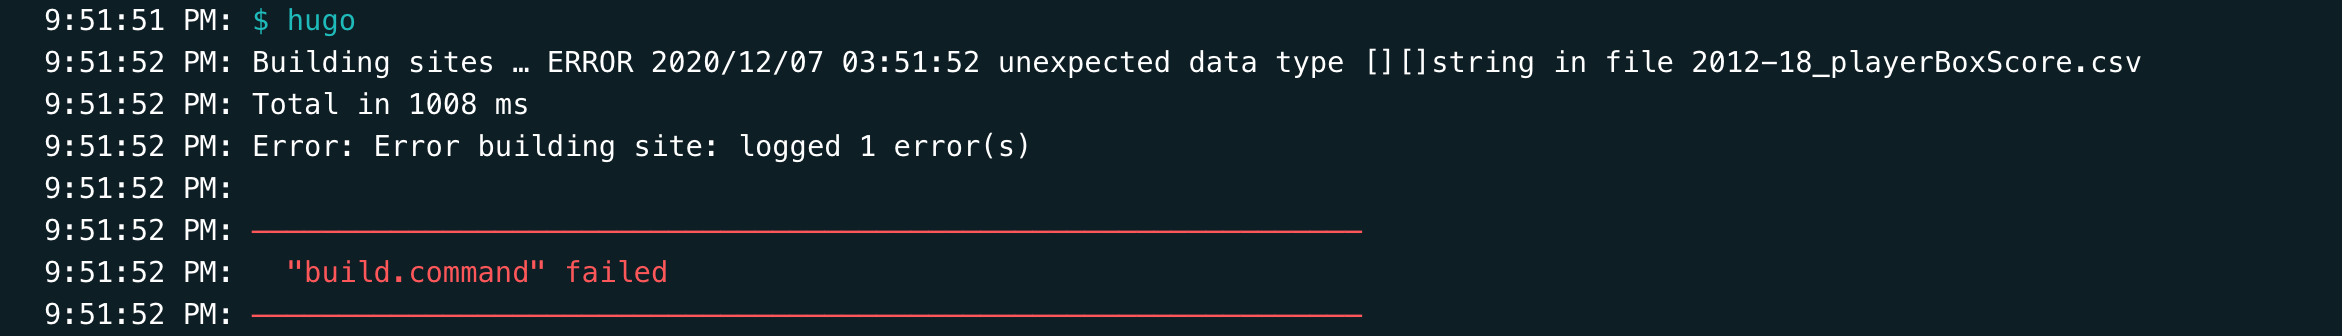 9:51:51 PM: $ hugo
9:51:52 PM: Building sites … ERROR 2020/12/07 03:51:52 unexpected data type [][]string in file 2012-18_playerBoxScore.csv
9:51:52 PM: Total in 1008 ms
9:51:52 PM: Error: Error building site: logged 1 error(s)
9:51:52 PM:
9:51:52 PM: ────────────────────────────────────────────────────────────────
9:51:52 PM:   "build.command" failed
9:51:52 PM: ────────────────────────────────────────────────────────────────